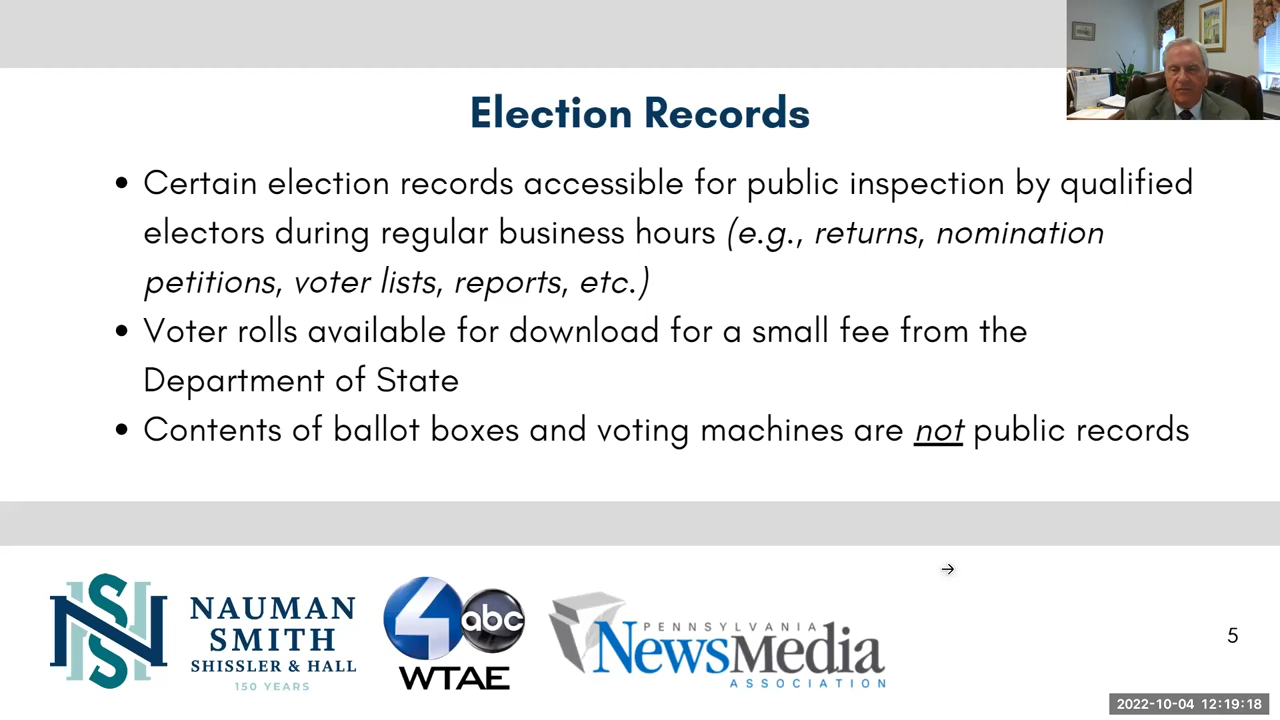 Election Records
• Certain election records accessible for public inspection by qualified
electors during regular business hours (e.g., returns, nomination
petitions, voter lists, reports, etc.)
• Voter rolls available for download for a small fee from the
Department of State
• Contents of ballot boxes and voting machines are not public records
NSSH
NAUMAN
SMITH
SHISSLER & HALL
150 YEARS
4
abc
WTAE
PENNSYLVANIA
NewsMedia
ASSOCIATION
5
2022-10-04 12:19:18